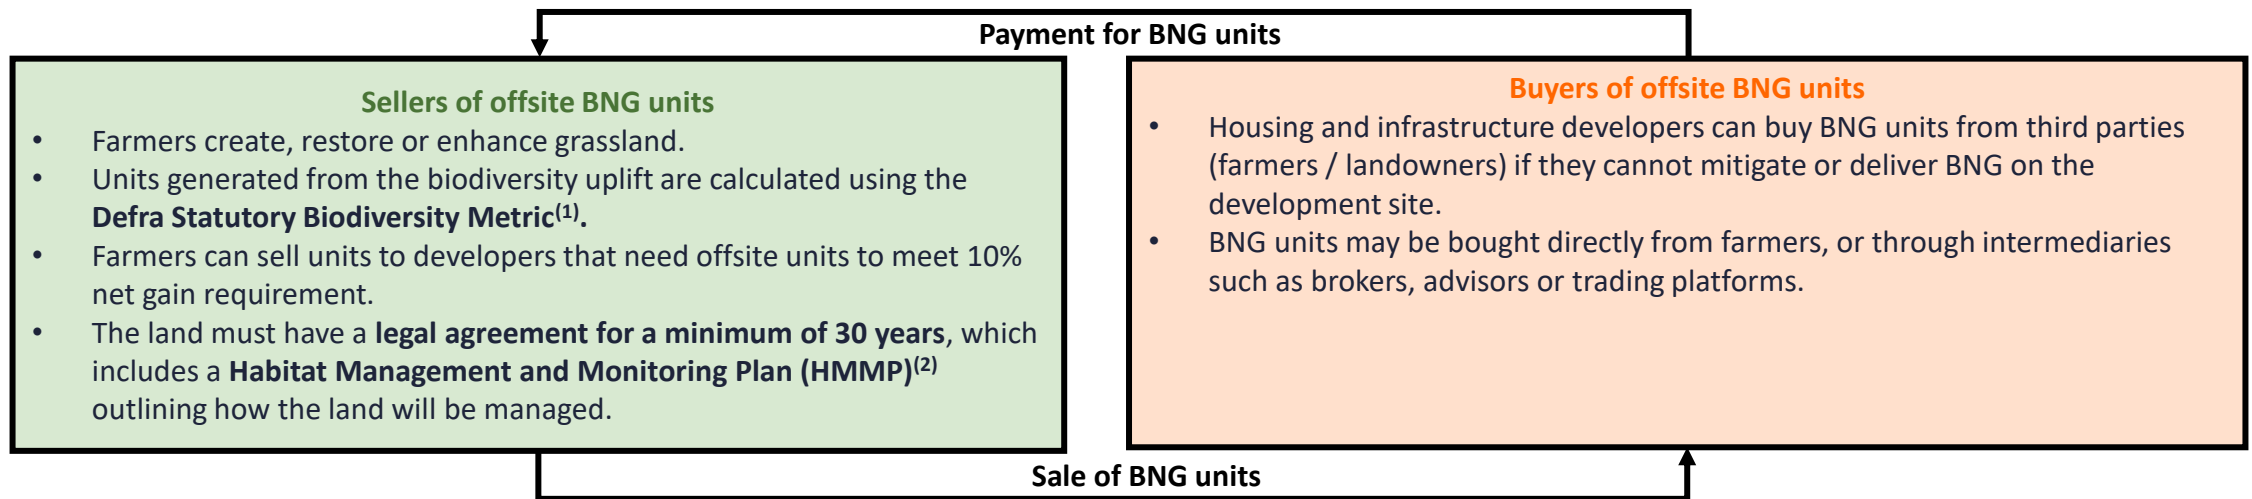 Payment for BNG units
Sellers of offsite BNG units
• Farmers create, restore or enhance grassland.
• Units generated from the biodiversity uplift are calculated using the
Defra Statutory Biodiversity Metric(1).
• Farmers can sell units to developers that need offsite units to meet 10%
net gain requirement.
• The land must have a legal agreement for a minimum of 30 years, which
includes a Habitat Management and Monitoring Plan (HMMP)(2)
outlining how the land will be managed.
Buyers of offsite BNG units
• Housing and infrastructure developers can buy BNG units from third parties
(farmers / landowners) if they cannot mitigate or deliver BNG on the
development site.
• BNG units may be bought directly from farmers, or through intermediaries
such as brokers, advisors or trading platforms.
Sale of BNG units